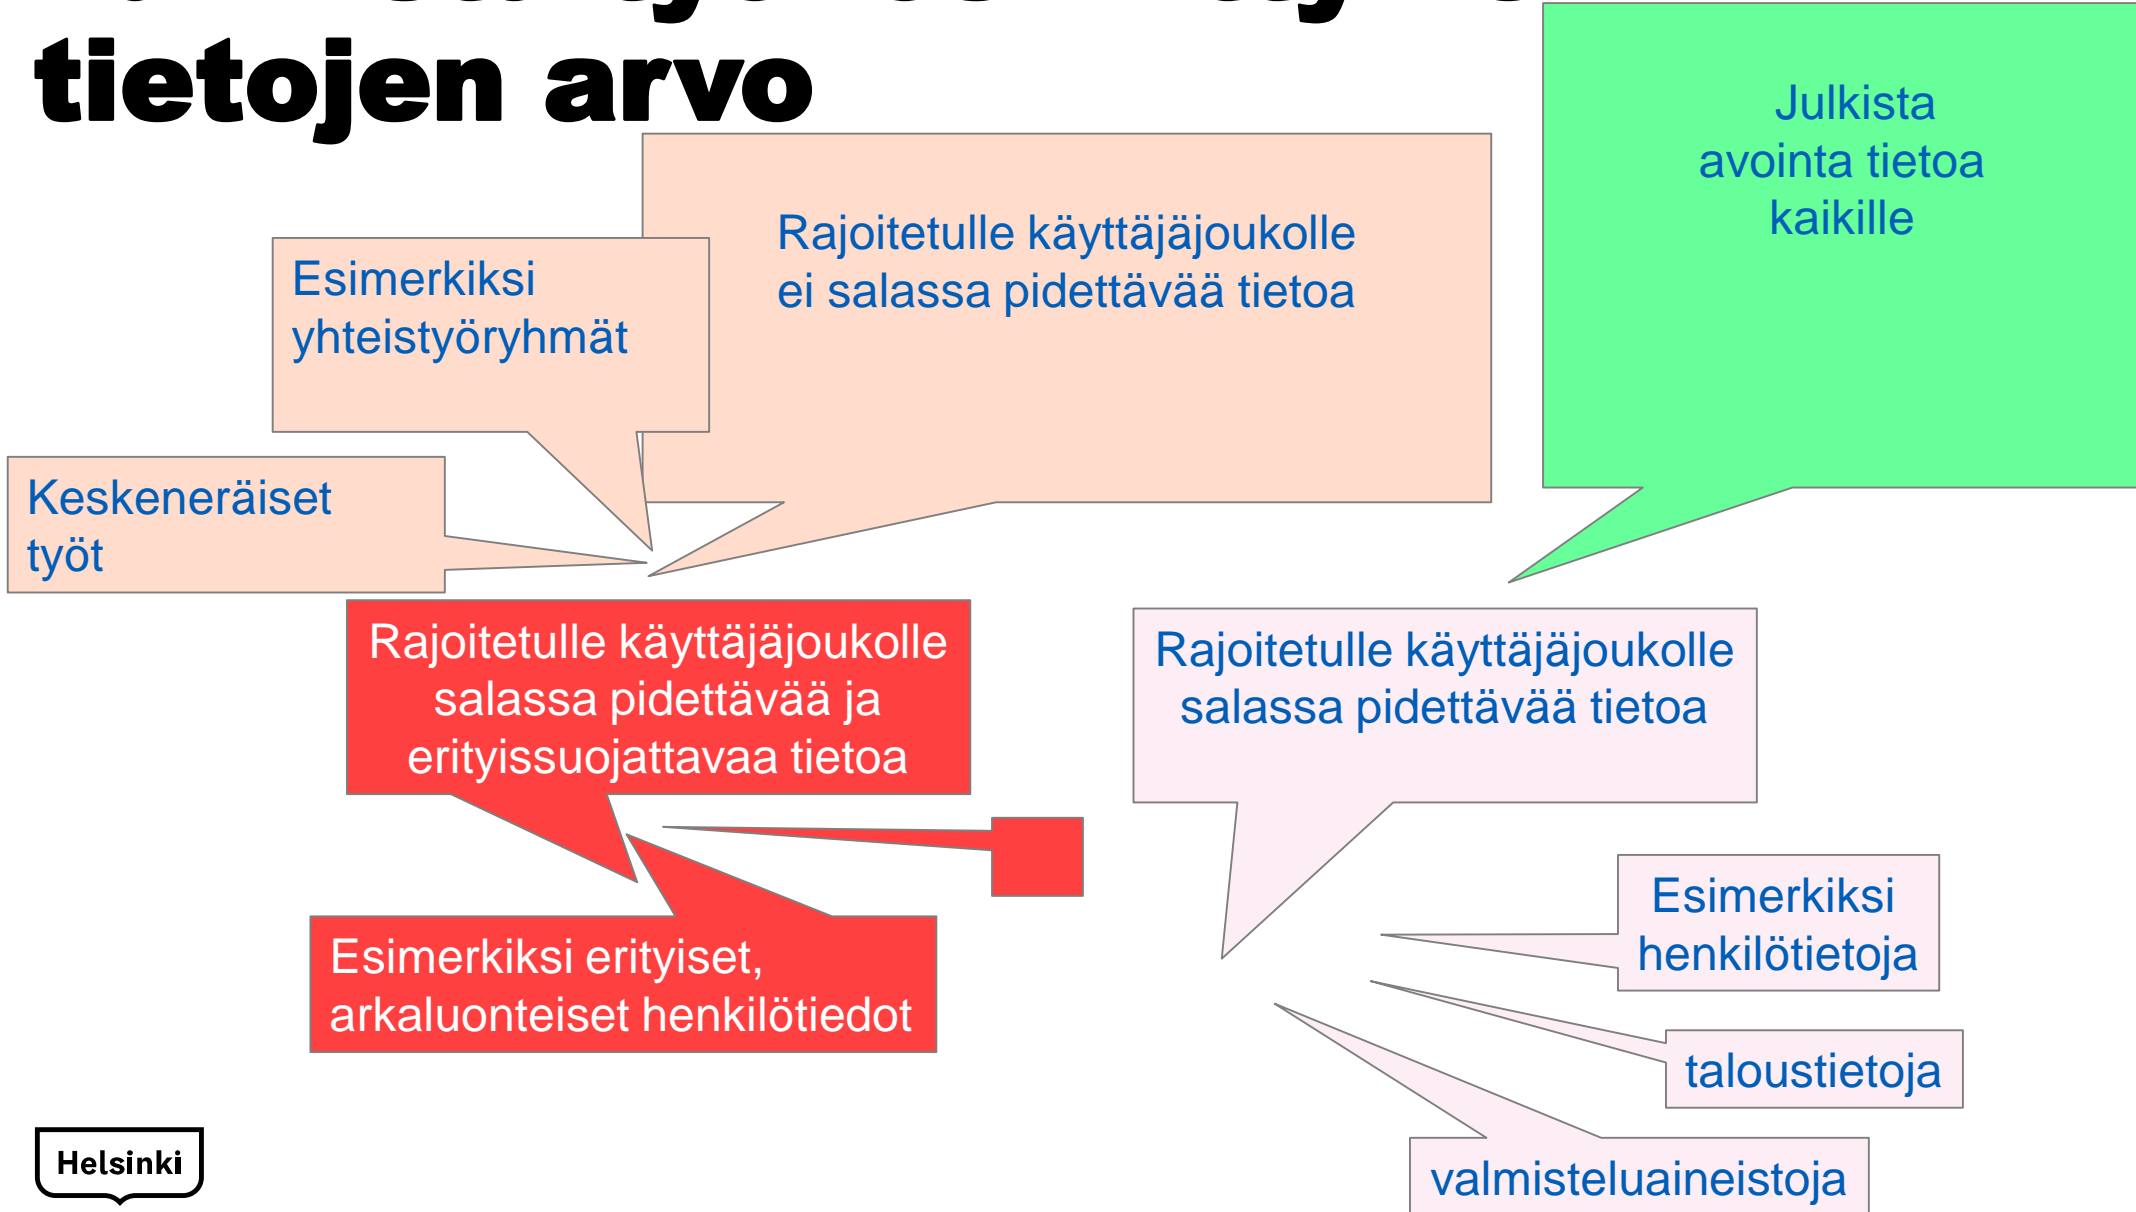 tietojen arvo
Julkista
avointa tietoa
kaikille
Rajoitetulle käyttäjäjoukolle
ei salassa pidettävää tietoa
Esimerkiksi
yhteistyöryhmät
Keskeneräiset
työt
Rajoitetulle käyttäjäjoukolle
salassa pidettävää ja
erityissuojattavaa tietoa
Rajoitetulle käyttäjäjoukolle
salassa pidettävää tietoa
Esimerkiksi erityiset,
arkaluonteiset henkilötiedot
Esimerkiksi
henkilötietoja
taloustietoja
valmisteluaineistoja
Helsinki